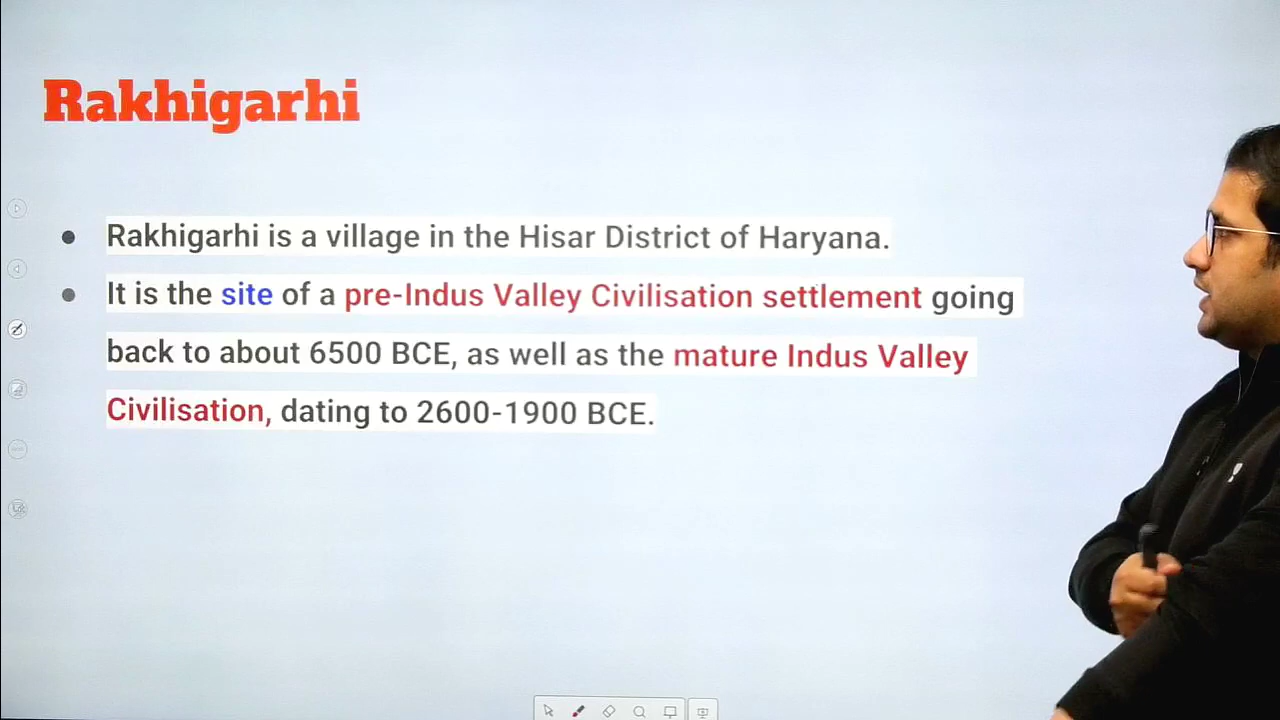 Rakhigarhi
● Rakhigarhi is a village in the Hisar District of Haryana.
● It is the site of a pre-Indus Valley Civilisation settlement going
back to about 6500 BCE, as well as the mature Indus Valley
Civilisation, dating to 2600-1900 BCE.